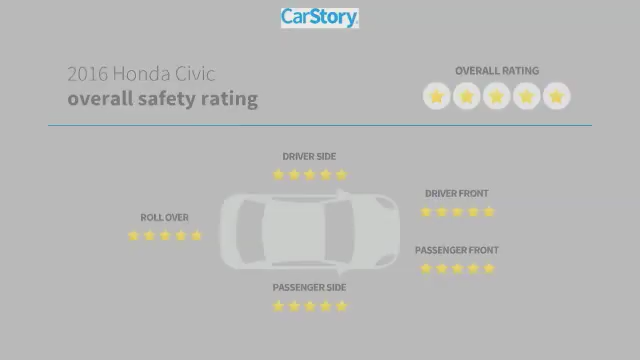 CarStory
2016 Honda Civic
overall safety rating
OVERALL RATING
DRIVER SIDE
DRIVER FRONT
ROLL OVER
PASSENGER FRONT
PASSENGER SIDE